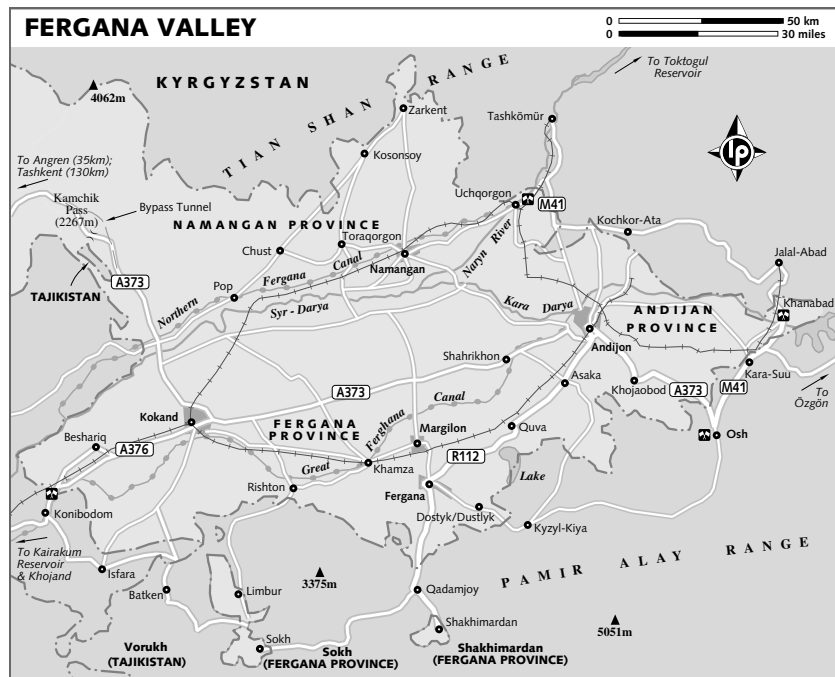 FERGANA VALLEY
0 50 km
0 30 miles
KYRGYZSTAN
4062m
TIAN SHAN RANGE
To Toktogul
Reservoir
Zarkent
Tashkömür
Kosonsoy
To Angren (35km);
Tashkent (130km)
Kamchik
Pass
(2267m)
Bypass Tunnel
lp
Uchqorgon
M41
NAMANGAN PROVINCE
Kochkor-Ata
Toraqorgon
Chust
Namangan
Naryn River
Jalal-Abad
A373
TAJIKISTAN
Pop
Northern Fergana Canal
Syr - Darya
Kara Darya
Khanabad
ANDIJAN
PROVINCE
Andijon
Shahrikhon
Kara-Suu
Asaka
Khojaobod
A373
M41
To
Özgön
A373
Kokand
FERGANA
PROVINCE
Great Ferghana Canal
Margilon
Quva
Osh
Beshariq
A376
R112
Khamza
Rishton
Fergana
Lake
Konibodom
Dostyk/Dustlyk
Kyzyl-Kiya
To Kairakum
Reservoir
& Khojand
Isfara
Batken
Limbur
3375m
Qadamjoy
PAMIR ALAY RANGE
Shakhimardan
5051m
Sokh
Vorukh
(TAJIKISTAN)
Sokh
(FERGANA PROVINCE)
Shakhimardan
(FERGANA PROVINCE)